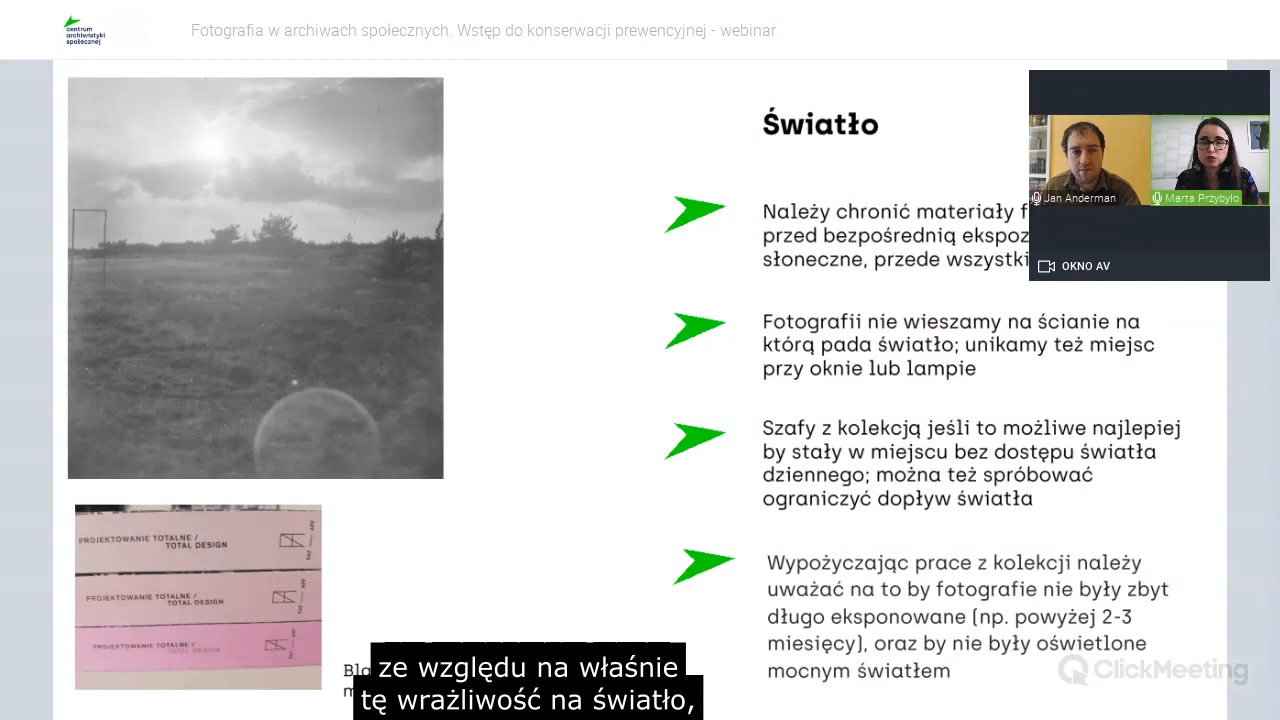 centrum
archiwistyki
społecznej
Fotografia w archiwach społecznych. Wstęp do konserwacji prewencyjnej - webinar
Światło
Należy chronić materiały
przed bezpośrednią
słoneczne, przede
Fotografii nie wieszamy na ścianie na
którą pada światło; unikamy też miejsc
przy oknie lub lampie
Szafy z kolekcją jeśli to możliwe najlepiej
by stały w miejscu bez dostępu światła
dziennego; można też spróbować
ograniczyć dopływ światła
Wypożyczając prace z kolekcji należy
uważać na to by fotografie nie były zbyt
długo eksponowane (np. powyżej 2-3
miesięcy), oraz by nie były oświetlone
mocnym światłem
Jan Anderman
Marta Przybyło
OKNO AV
PROJEKTOWANIE TOTALNE /
TOTAL DESIGN
PROJEKTOWANIE TOTALNE /
TOTAL DESIGN
PROJEKTOWANIE TOTALNE /
TOTAL DESIGN
ze względu na właśnie
tę wrażliwość na światło,
ClickMeeting